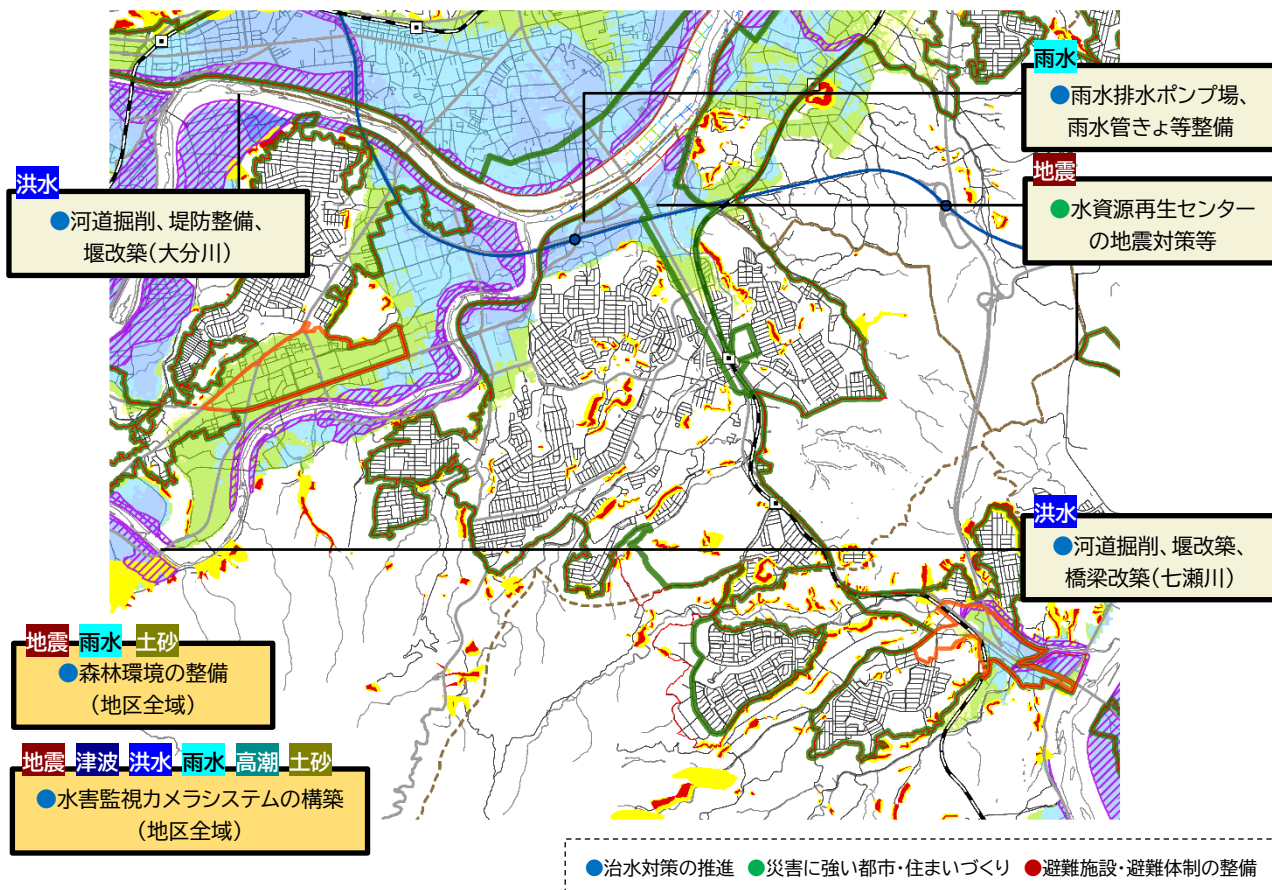 雨水
●雨水排水ポンプ場、
雨水管きょ等整備
地震
●水資源再生センター
の地震対策等
洪水
●河道掘削、堤防整備、
堰改築(大分川)
洪水
●河道掘削、堰改築、
橋梁改築(七瀬川)
地震 雨水 土砂
●森林環境の整備
(地区全域)
地震 津波 洪水 雨水 高潮 土砂
●水害監視カメラシステムの構築
(地区全域)
●治水対策の推進 ●災害に強い都市・住まいづくり ●避難施設・避難体制の整備